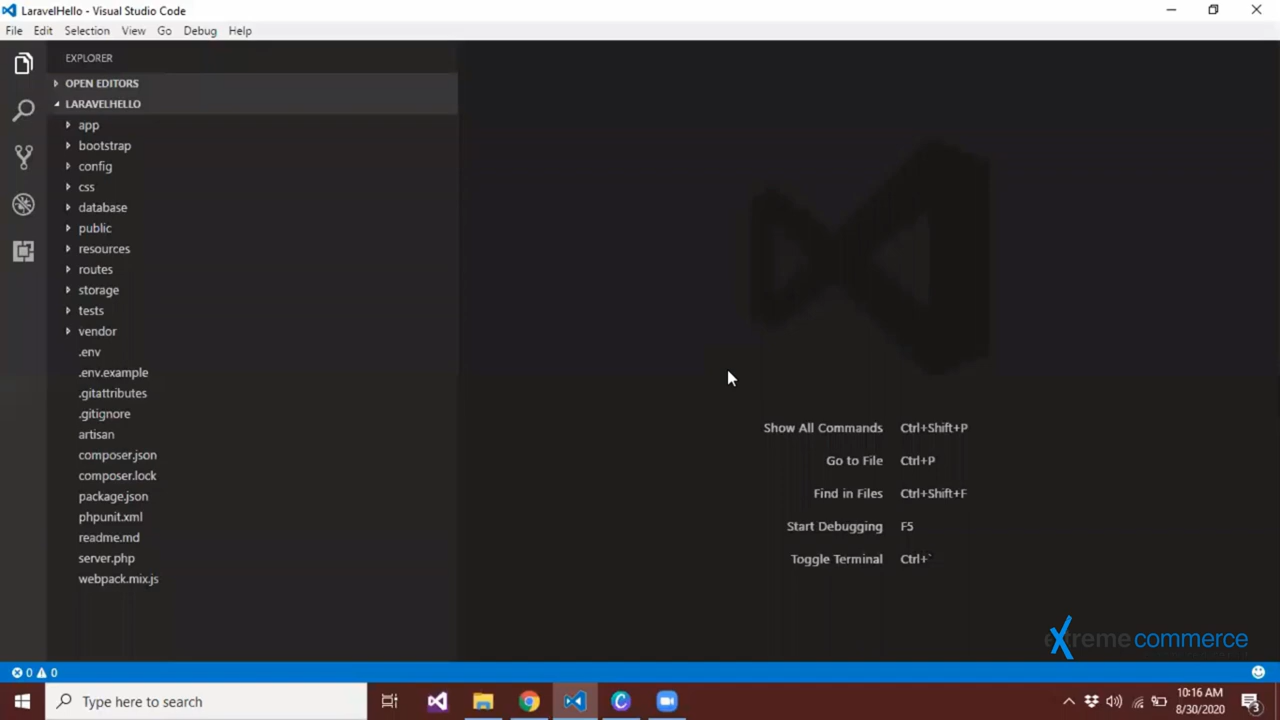 LaravelHello - Visual Studio Code
File Edit Selection View Go Debug Help
EXPLORER
OPEN EDITORS
LARAVELHELLO
app
bootstrap
config
css
database
public
resources
routes
storage
tests
vendor
.env
.env.example
.gitattributes
.gitignore
artisan
composer.json
composer.lock
package.json
phpunit.xml
readme.md
server.php
webpack.mix.js
Show All Commands Ctrl+Shift+P
Go to File Ctrl+P
Find in Files Ctrl+Shift+F
Start Debugging F5
Toggle Terminal Ctrl+`
extreme commerce
0 0
Type here to search
10:16 AM
8/30/2020
3